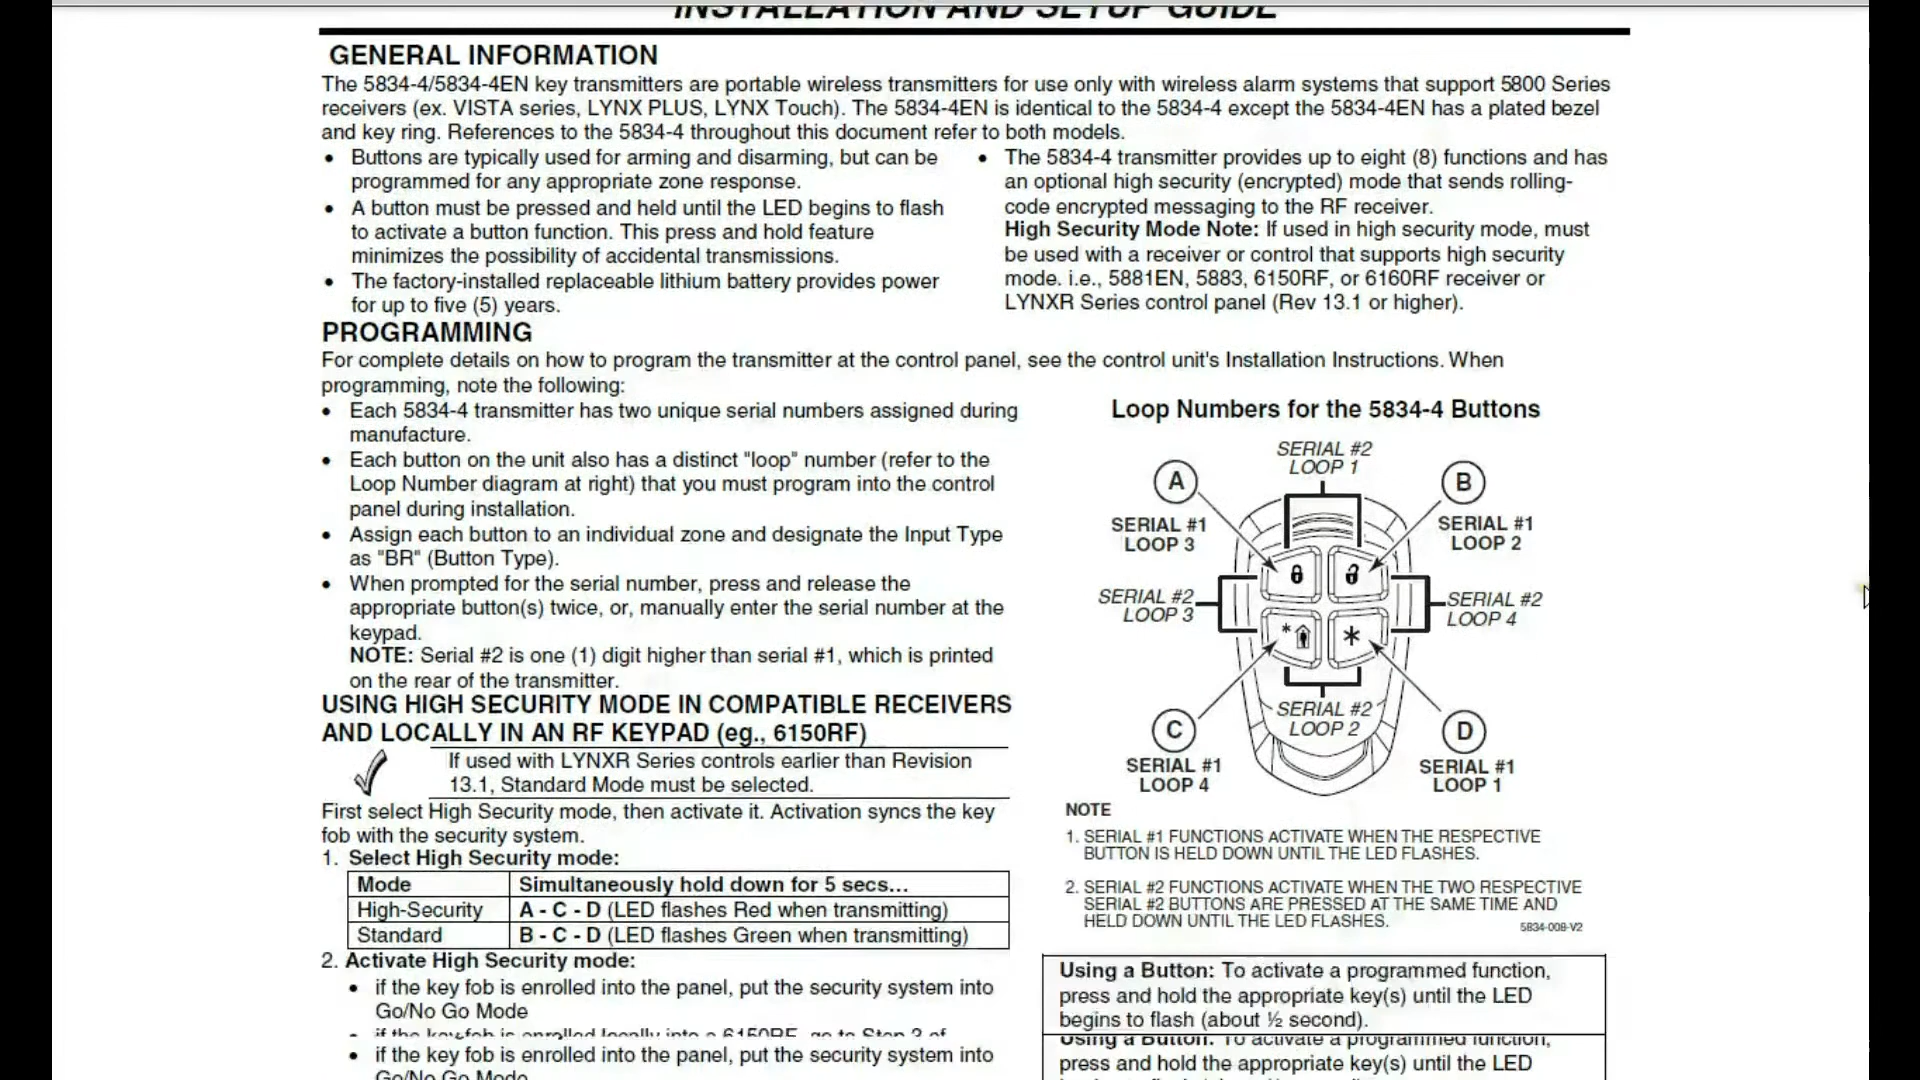 INSTALLATION AND SETUP GUIDE
GENERAL INFORMATION
The 5834-4/5834-4EN key transmitters are portable wireless transmitters for use only with wireless alarm systems that support 5800 Series
receivers (ex. VISTA series, LYNX PLUS, LYNX Touch). The 5834-4EN is identical to the 5834-4 except the 5834-4EN has a plated bezel
and key ring. References to the 5834-4 throughout this document refer to both models.
• Buttons are typically used for arming and disarming, but can be
programmed for any appropriate zone response.
• A button must be pressed and held until the LED begins to flash
to activate a button function. This press and hold feature
minimizes the possibility of accidental transmissions.
• The factory-installed replaceable lithium battery provides power
for up to five (5) years.
• The 5834-4 transmitter provides up to eight (8) functions and has
an optional high security (encrypted) mode that sends rolling-
code encrypted messaging to the RF receiver.
High Security Mode Note: If used in high security mode, must
be used with a receiver or control that supports high security
mode. i.e., 5881EN, 5883, 6150RF, or 6160RF receiver or
LYNXR Series control panel (Rev 13.1 or higher).
PROGRAMMING
For complete details on how to program the transmitter at the control panel, see the control unit's Installation Instructions. When
programming, note the following:
• Each 5834-4 transmitter has two unique serial numbers assigned during
manufacture.
• Each button on the unit also has a distinct "loop" number (refer to the
Loop Number diagram at right) that you must program into the control
panel during installation.
• Assign each button to an individual zone and designate the Input Type
as "BR" (Button Type).
• When prompted for the serial number, press and release the
appropriate button(s) twice, or, manually enter the serial number at the
keypad.
NOTE: Serial #2 is one (1) digit higher than serial #1, which is printed
on the rear of the transmitter.
USING HIGH SECURITY MODE IN COMPATIBLE RECEIVERS
AND LOCALLY IN AN RF KEYPAD (eg., 6150RF)
If used with LYNXR Series controls earlier than Revision
13.1, Standard Mode must be selected.
First select High Security mode, then activate it. Activation syncs the key
fob with the security system.
1. Select High Security mode:
Mode Simultaneously hold down for 5 secs...
High-Security A - C - D (LED flashes Red when transmitting)
Standard B - C - D (LED flashes Green when transmitting)
2. Activate High Security mode:
• if the key fob is enrolled into the panel, put the security system into
Go/No Go Mode
• if the key fob is enrolled locally into a 6150RF, go to Step 3 of
• if the key fob is enrolled into the panel, put the security system into
Go/No Go Mode
Loop Numbers for the 5834-4 Buttons
SERIAL #2
LOOP 1
A
B
SERIAL #1
LOOP 3
SERIAL #1
LOOP 2
SERIAL #2
LOOP 3
SERIAL #2
LOOP 4
*
*
SERIAL #2
LOOP 2
C
D
SERIAL #1
LOOP 4
SERIAL #1
LOOP 1
NOTE
1. SERIAL #1 FUNCTIONS ACTIVATE WHEN THE RESPECTIVE
BUTTON IS HELD DOWN UNTIL THE LED FLASHES.
2. SERIAL #2 FUNCTIONS ACTIVATE WHEN THE TWO RESPECTIVE
SERIAL #2 BUTTONS ARE PRESSED AT THE SAME TIME AND
HELD DOWN UNTIL THE LED FLASHES.
5834-008-V2
Using a Button: To activate a programmed function,
press and hold the appropriate key(s) until the LED
begins to flash (about ½ second).
Using a Button: To activate a programmed function,
press and hold the appropriate key(s) until the LED